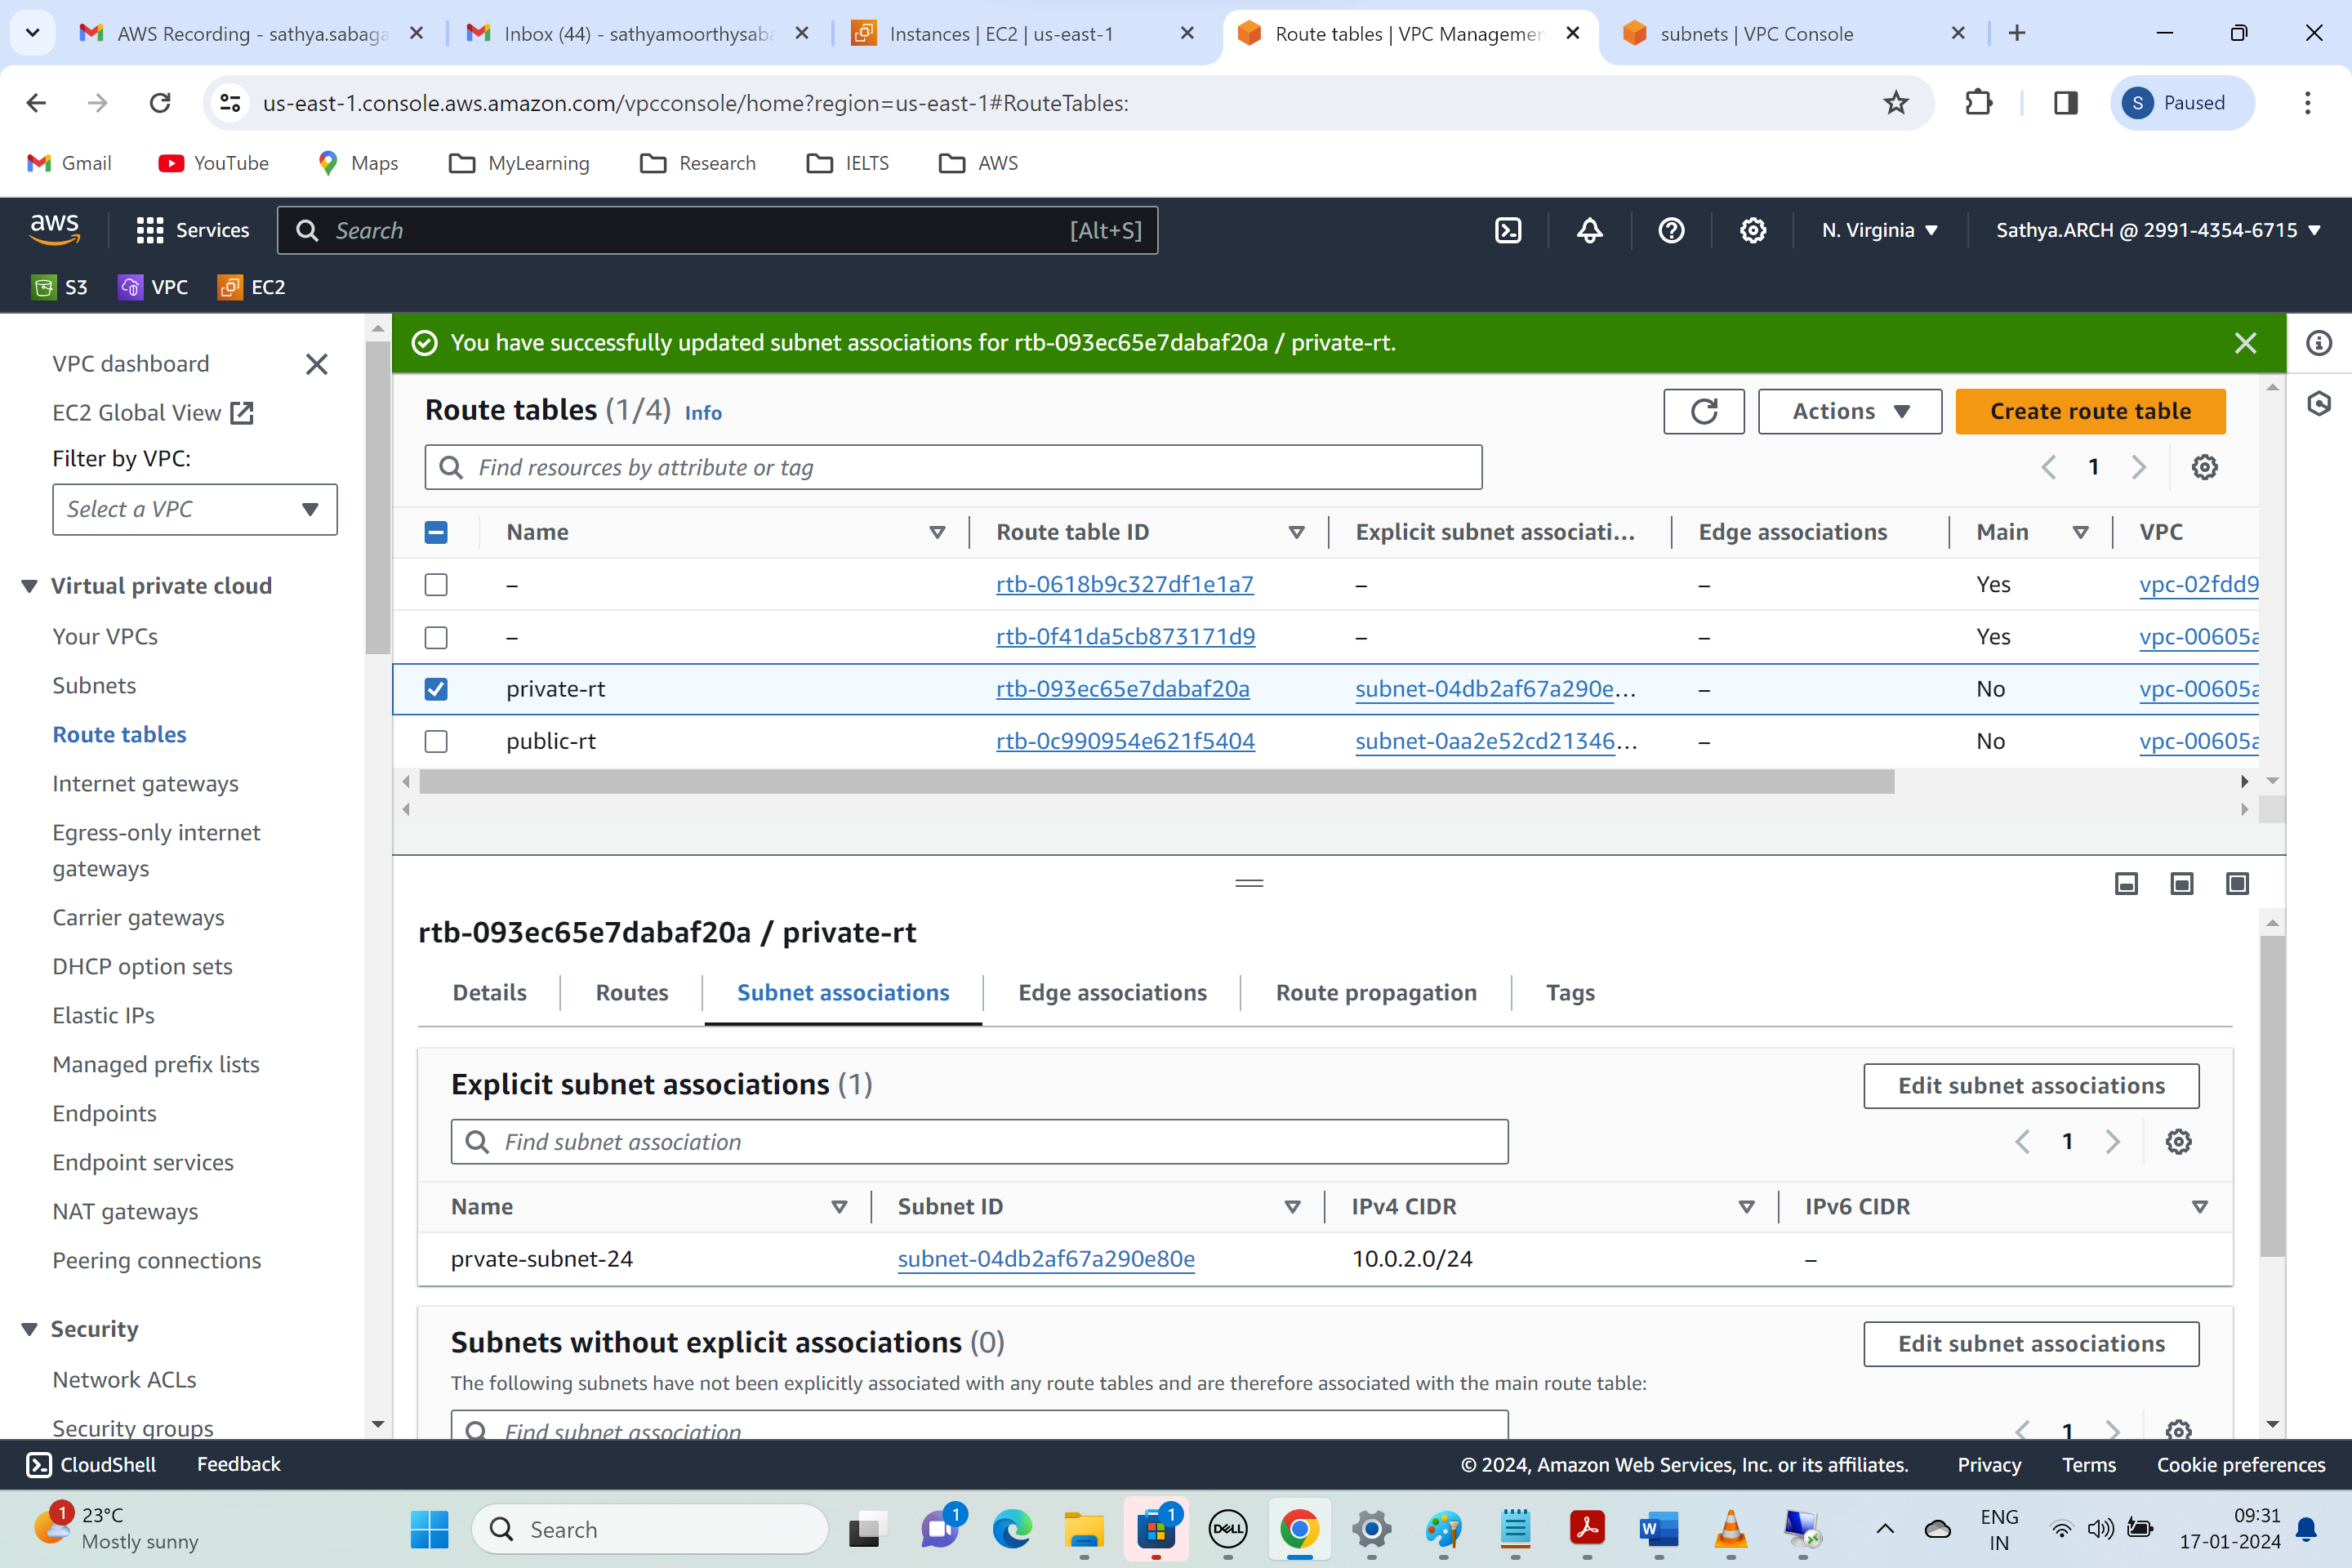 AWS Recording - sathya.sabaga
Inbox (44) - sathyamoorthysaba
Instances | EC2 | us-east-1
Route tables | VPC Managemen
subnets | VPC Console
us-east-1.console.aws.amazon.com/vpcconsole/home?region=us-east-1#RouteTables:
S
Paused
Gmail
YouTube
Maps
MyLearning
Research
IELTS
AWS
aws
Services
Search
[Alt+S]
N. Virginia
Sathya.ARCH @ 2991-4354-6715
S3
VPC
EC2
VPC dashboard
EC2 Global View
Filter by VPC:
Select a VPC
Virtual private cloud
Your VPCs
Subnets
Route tables
Internet gateways
Egress-only internet
gateways
Carrier gateways
DHCP option sets
Elastic IPs
Managed prefix lists
Endpoints
Endpoint services
NAT gateways
Peering connections
Security
Network ACLs
Security groups
You have successfully updated subnet associations for rtb-093ec65e7dabaf20a / private-rt.
Route tables (1/4) Info
Actions
Create route table
Find resources by attribute or tag
1
Name Route table ID Explicit subnet associati... Edge associations Main VPC
– rtb-0618b9c327df1e1a7 – – Yes vpc-02fdd9
– rtb-0f41da5cb873171d9 – – Yes vpc-00605a
private-rt rtb-093ec65e7dabaf20a subnet-04db2af67a290e... – No vpc-00605a
public-rt rtb-0c990954e621f5404 subnet-0aa2e52cd21346... – No vpc-00605a
rtb-093ec65e7dabaf20a / private-rt
Details Routes Subnet associations Edge associations Route propagation Tags
Explicit subnet associations (1)
Edit subnet associations
Find subnet association
1
Name Subnet ID IPv4 CIDR IPv6 CIDR
prvate-subnet-24 subnet-04db2af67a290e80e 10.0.2.0/24 –
Subnets without explicit associations (0)
Edit subnet associations
The following subnets have not been explicitly associated with any route tables and are therefore associated with the main route table:
Find subnet association
1
CloudShell
Feedback
© 2024, Amazon Web Services, Inc. or its affiliates.
Privacy
Terms
Cookie preferences
1
23°C
Mostly sunny
Search
1
1
DELL
W
ENG
IN
09:31
17-01-2024